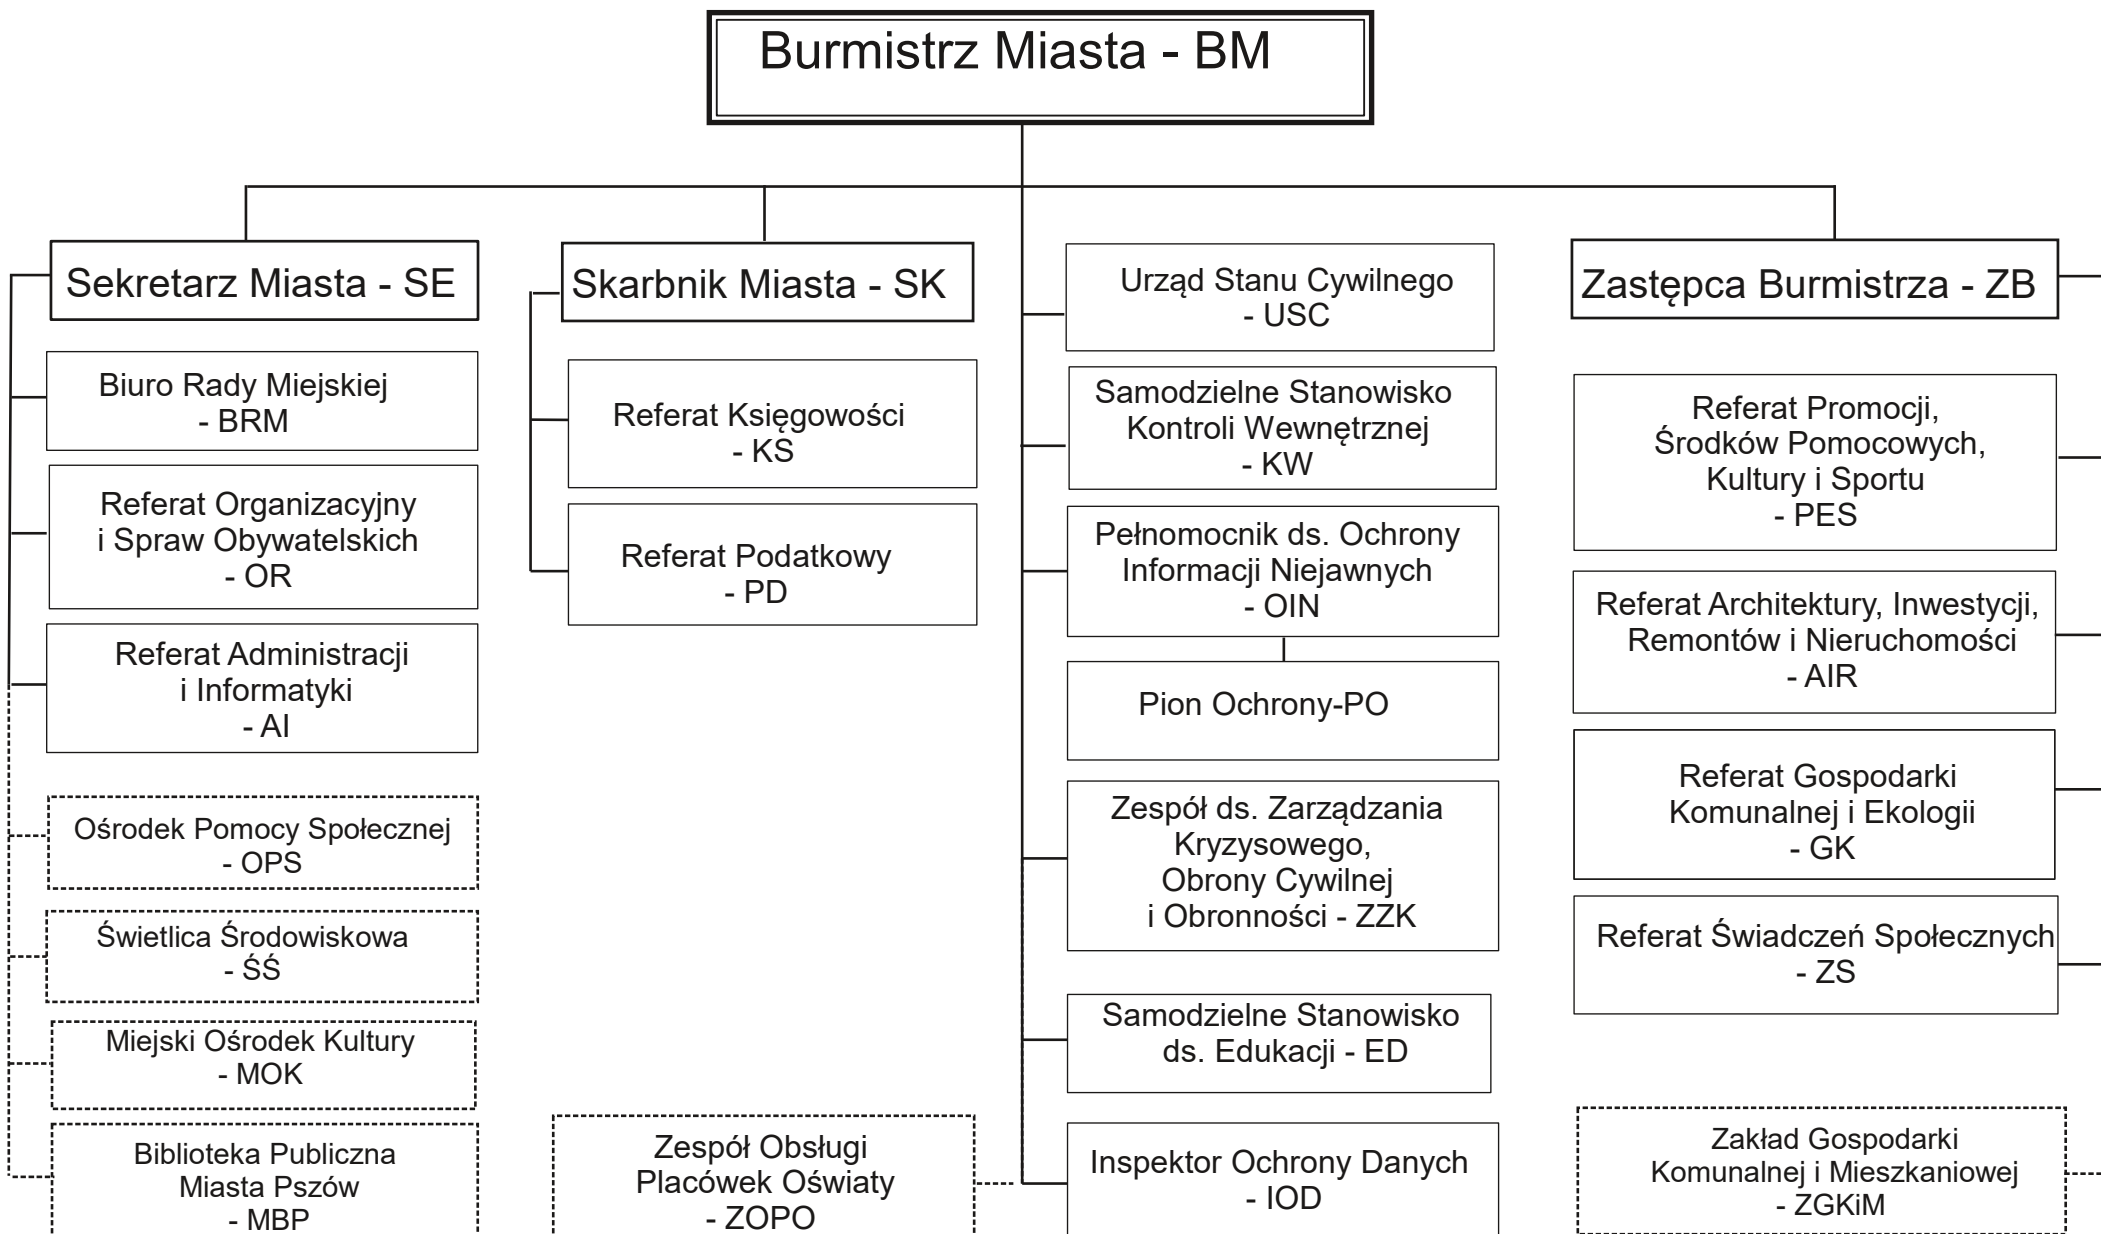 Burmistrz Miasta - BM
Sekretarz Miasta - SE
Biuro Rady Miejskiej
- BRM
Referat Organizacyjny
i Spraw Obywatelskich
- OR
Referat Administracji
i Informatyki
- AI
Ośrodek Pomocy Społecznej
- OPS
Świetlica Środowiskowa
- ŚŚ
Miejski Ośrodek Kultury
- MOK
Biblioteka Publiczna
Miasta Pszów
- MBP
Skarbnik Miasta - SK
Referat Księgowości
- KS
Referat Podatkowy
- PD
Zespół Obsługi
Placówek Oświaty
- ZOPO
Urząd Stanu Cywilnego
- USC
Samodzielne Stanowisko
Kontroli Wewnętrznej
- KW
Pełnomocnik ds. Ochrony
Informacji Niejawnych
- OIN
Pion Ochrony-PO
Zespół ds. Zarządzania
Kryzysowego,
Obrony Cywilnej
i Obronności - ZZK
Samodzielne Stanowisko
ds. Edukacji - ED
Inspektor Ochrony Danych
- IOD
Zastępca Burmistrza - ZB
Referat Promocji,
Środków Pomocowych,
Kultury i Sportu
- PES
Referat Architektury, Inwestycji,
Remontów i Nieruchomości
- AIR
Referat Gospodarki
Komunalnej i Ekologii
- GK
Referat Świadczeń Społecznych
- ZS
Zakład Gospodarki
Komunalnej i Mieszkaniowej
- ZGKiM